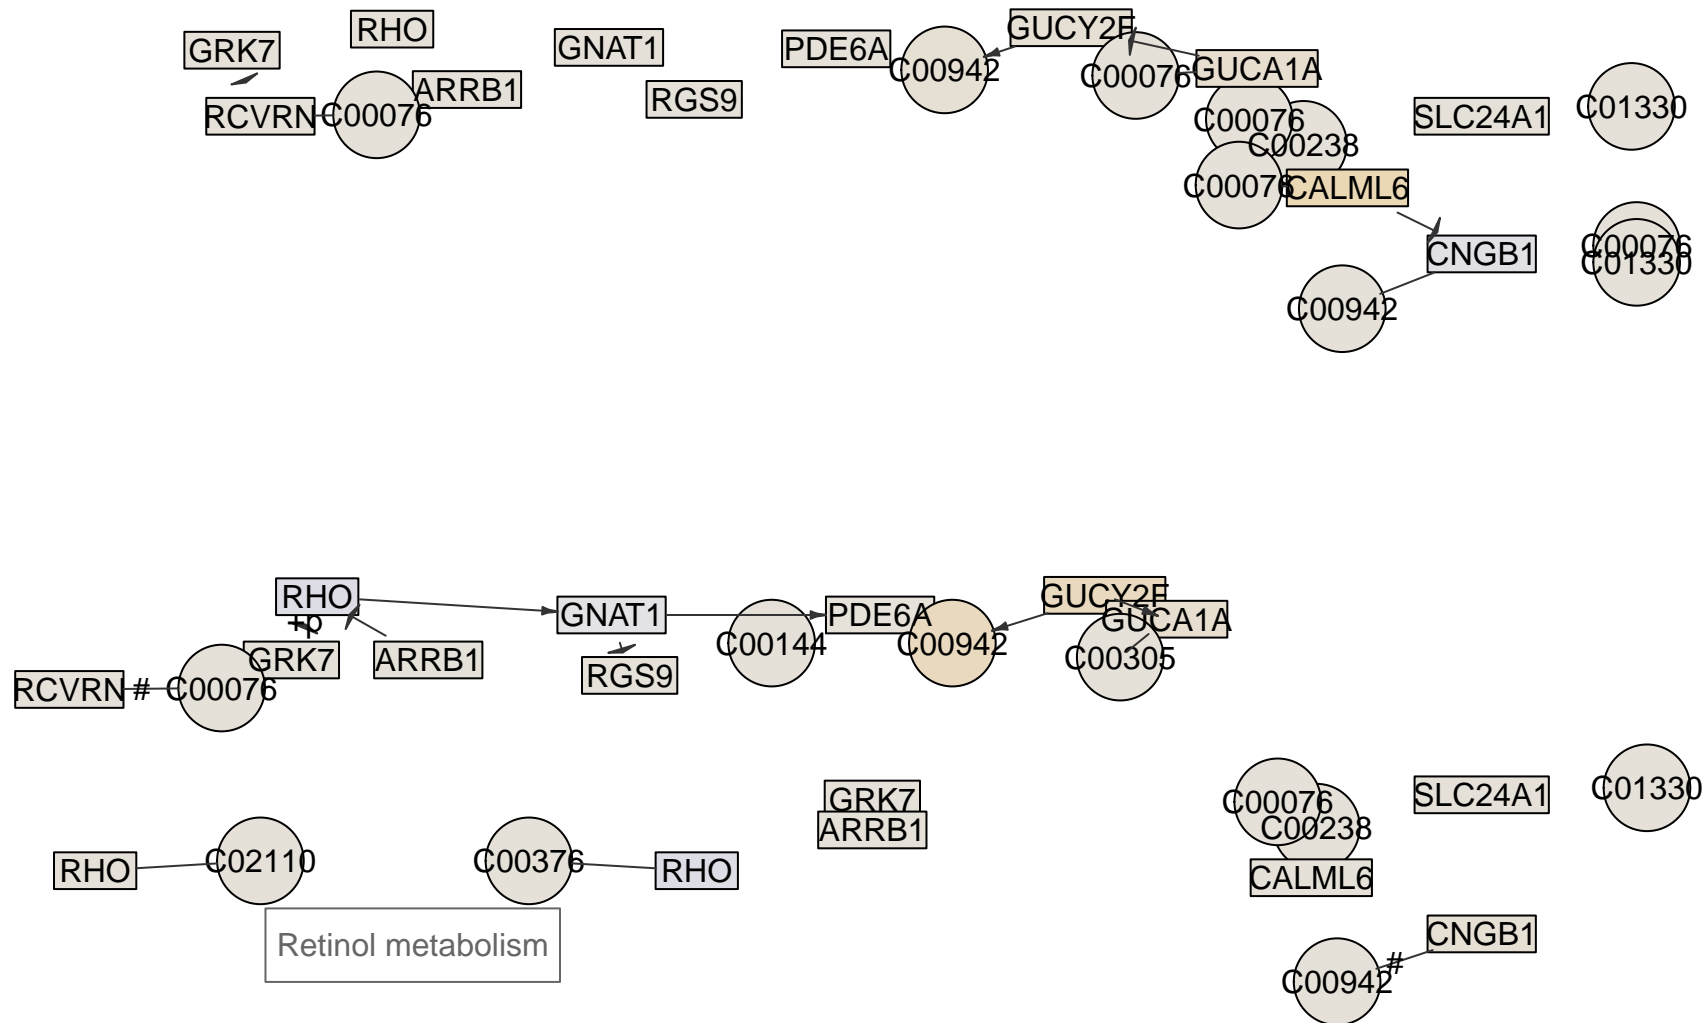 GRK7
RHO
GNAT1
PDE6A
C00942
GUCY2F
C00076
GUCA1A
RCVRN
C00076
ARRB1
RGS9
C00076
C00238
SLC24A1
C01330
C00076
CALML6
CNGB1
C00076
C01330
C00942
RHO
+p
GNAT1
PDE6A
GUCY2F
GUCA1A
GRK7
ARRB1
RGS9
C00144
C00942
C00305
RCVRN
#
C00076
GRK7
ARRB1
C00076
C00238
SLC24A1
C01330
RHO
C02110
C00376
RHO
CALML6
Retinol metabolism
CNGB1
#
C00942